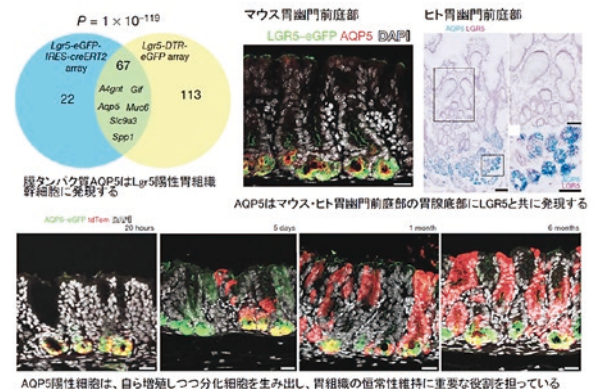 P = 1 × 10⁻¹¹⁹
Lgr5-eGFP-
IRES-creERT2
array
Lgr5-DTR-
eGFP array
67
22
113
A4gnt Gif
Aqp5 Muc6
Slc9a3
Spp1
膜タンパク質AQP5はLgr5陽性胃組織
幹細胞に発現する
マウス胃幽門前庭部
LGR5-eGFP AQP5 DAPI
ヒト胃幽門前庭部
AQP5 LGR5
AQP5はマウス・ヒト胃幽門前庭部の胃腺底部にLGR5と共に発現する
AQP5-eGFP tdTom DAPI
20 hours
5 days
1 month
6 months
AQP5陽性細胞は、自ら増殖しつつ分化細胞を生み出し、胃組織の恒常性維持に重要な役割を担っている